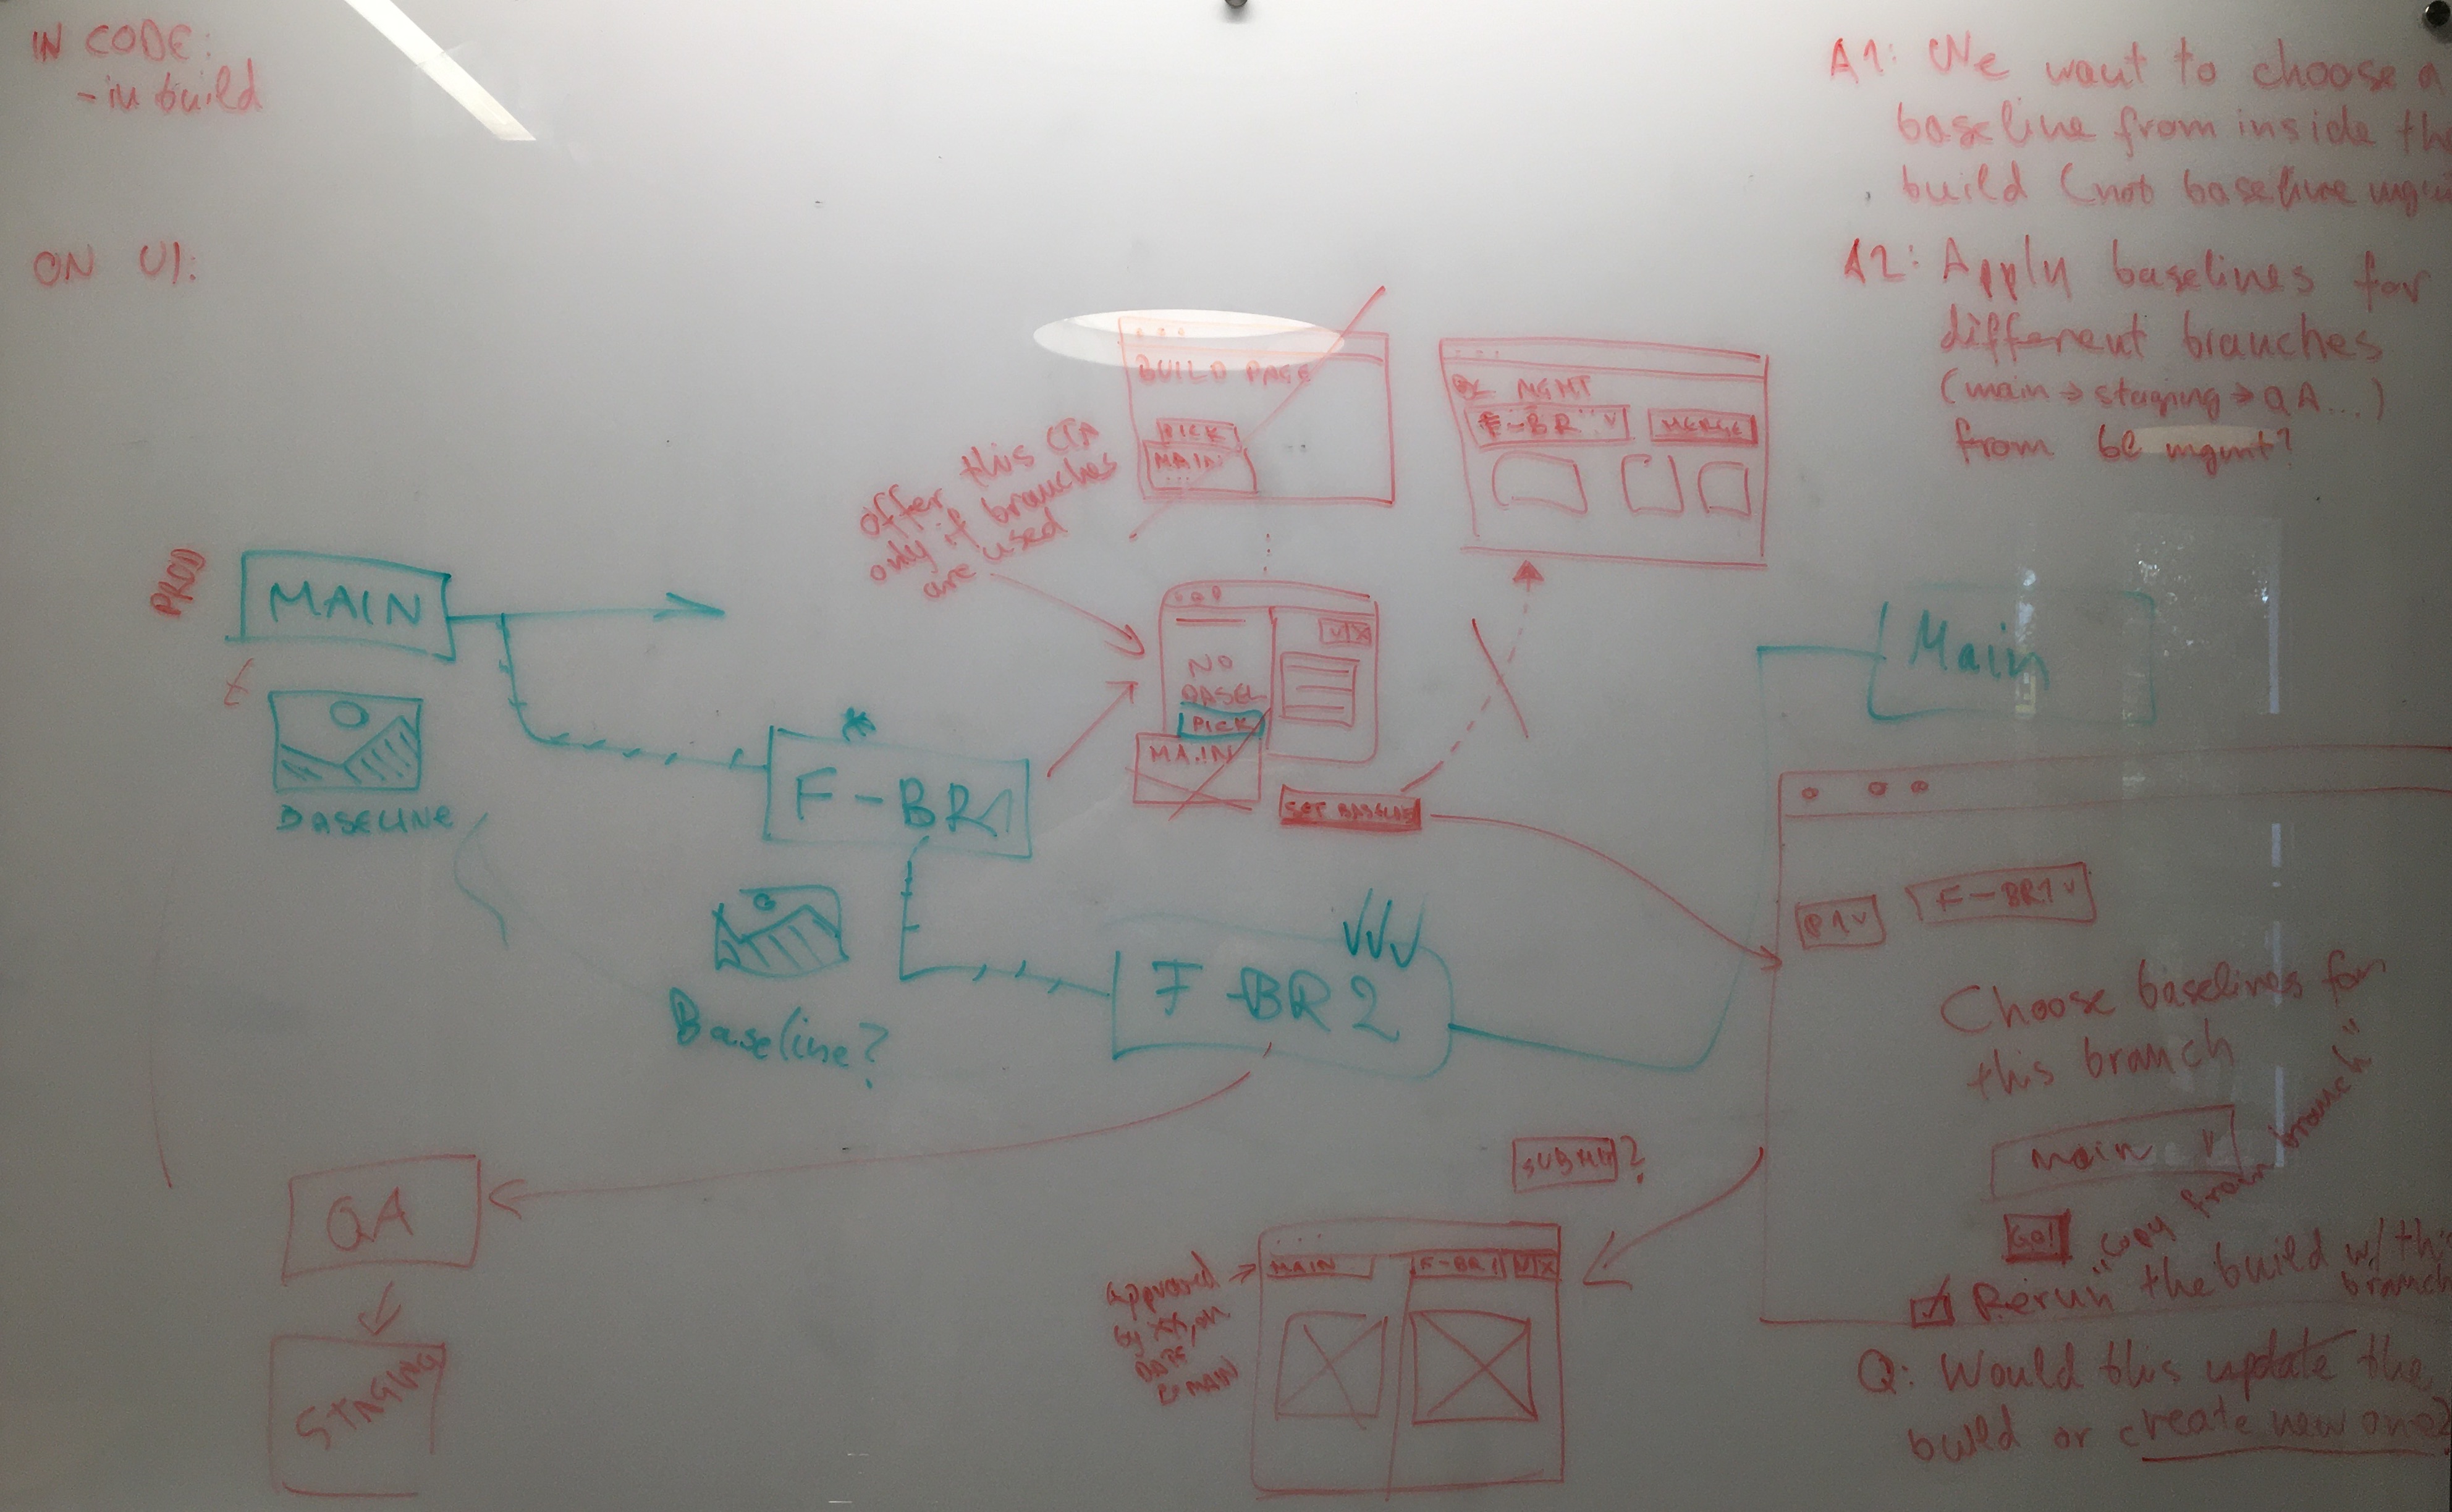 IN CODE:
- in build
ON UI:
A1: We want to choose a
baseline from inside th
build (not baseline mgm
A2: Apply baselines for
different branches
(main → staging → QA...)
from bl mgmt?
BUILD PAGE
PICK
MAIN
...
BL MGMT
F-BR v
MERGE
offer this CTA
only if branches
are used
PROD
MAIN
BASELINE
F-BR1
*
Baseline?
F-BR2
NO
BASEL
PICK
MAIN
v|x
SET BASELINE
Main
F-BR1 v
Choose baselines for
this branch
main v
GO!
"copy from branch"
Rerun the build w/ thi
branch
Q: Would this update the
build or create new one?
QA
STAGING
SUBMIT?
MAIN
F-BR1
v|x
approved
by XX, on
DATE,
MAIN